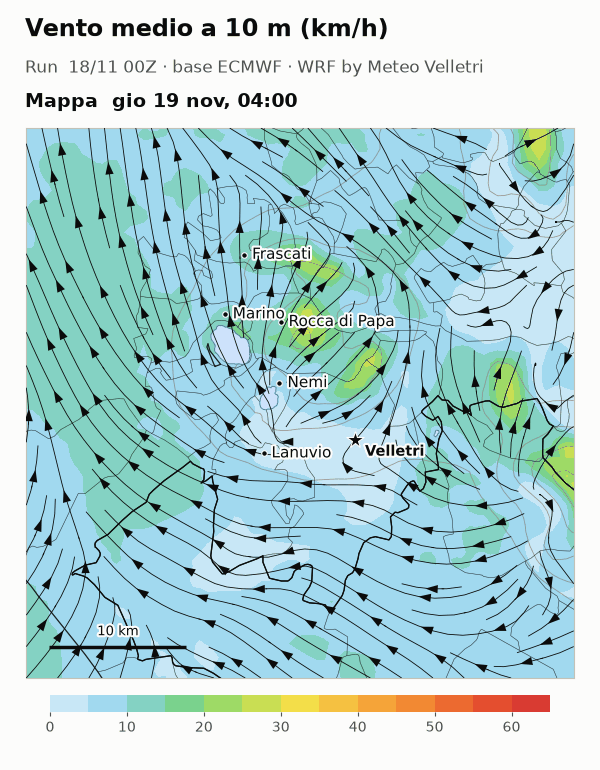 Vento medio a 10 m (km/h)
Run  18/11 00Z · base ECMWF · WRF by Meteo Velletri
Mappa  gio 19 nov, 04:00
Frascati
Marino
Rocca di Papa
Nemi
Velletri
Lanuvio
10 km
0 10 20 30 40 50 60